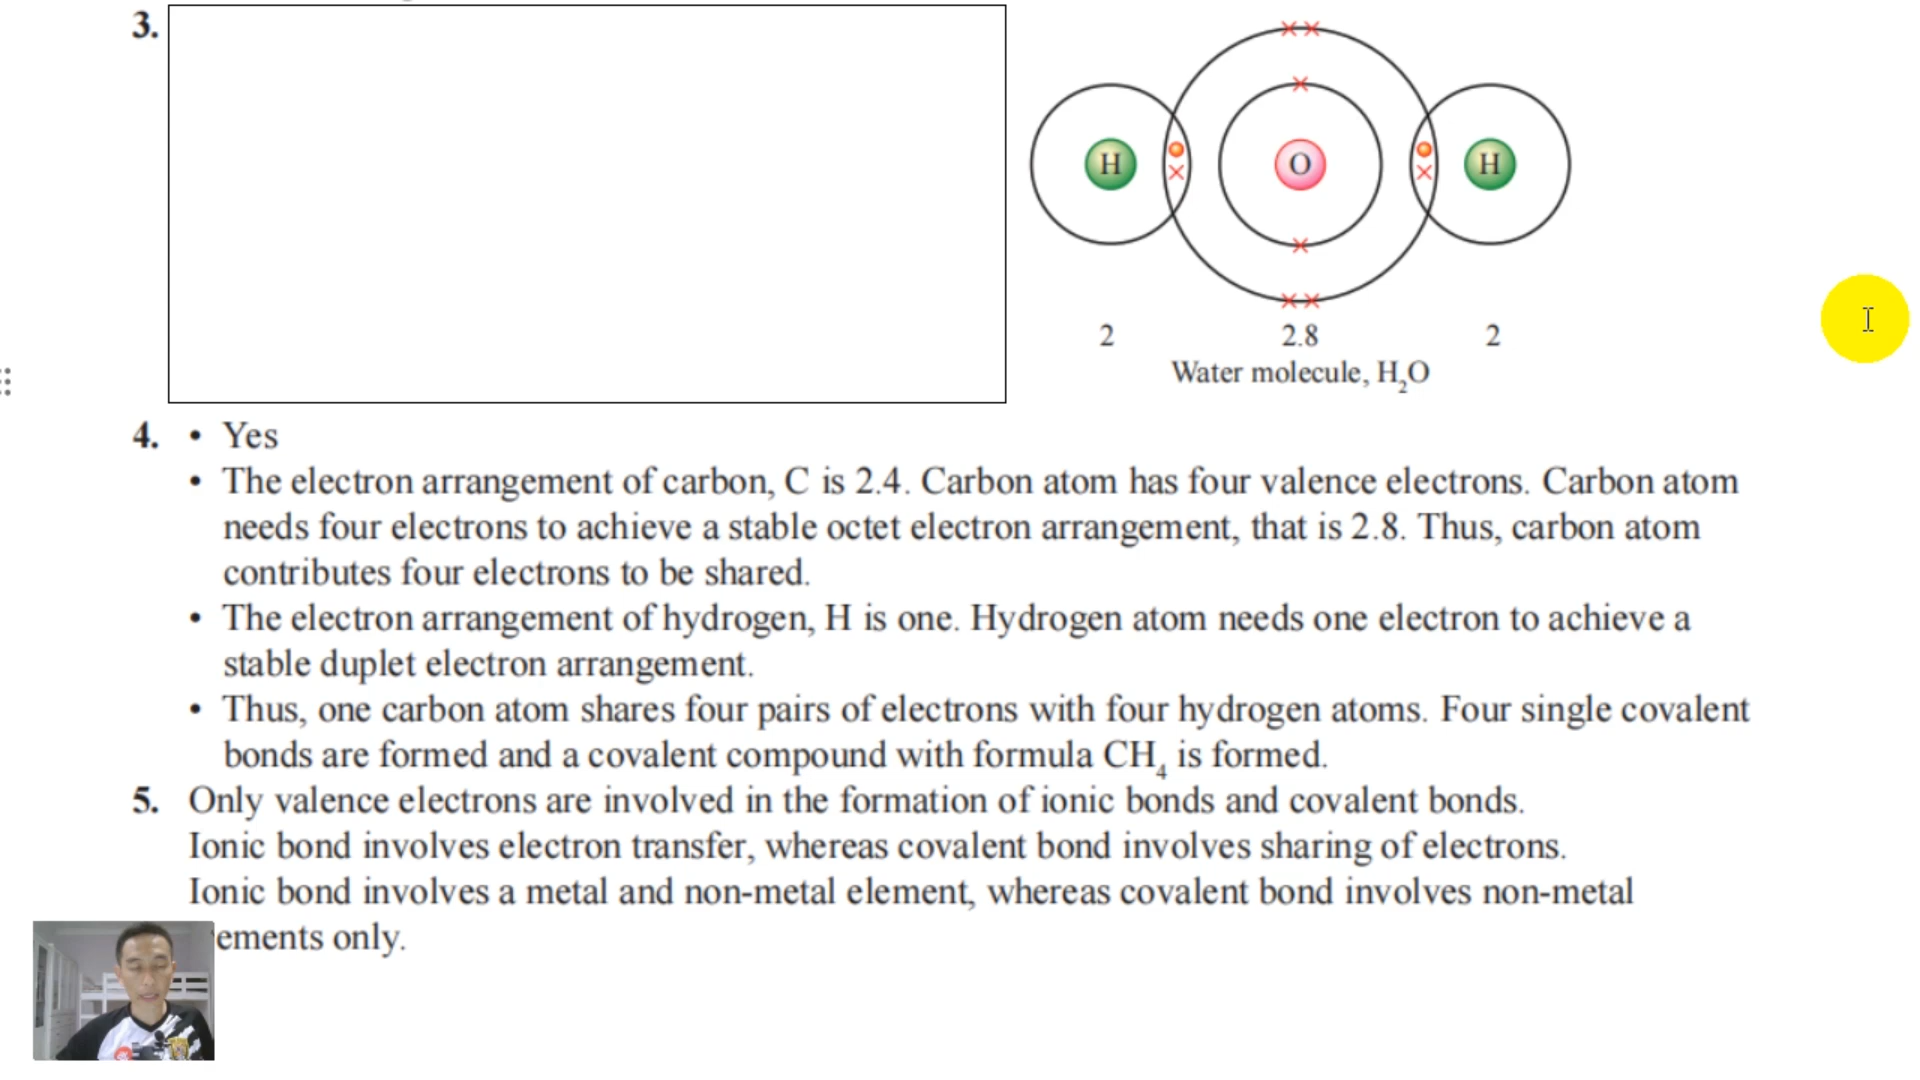 3.
H O H
2 2.8 2
Water molecule, H₂O
4. • Yes
• The electron arrangement of carbon, C is 2.4. Carbon atom has four valence electrons. Carbon atom
needs four electrons to achieve a stable octet electron arrangement, that is 2.8. Thus, carbon atom
contributes four electrons to be shared.
• The electron arrangement of hydrogen, H is one. Hydrogen atom needs one electron to achieve a
stable duplet electron arrangement.
• Thus, one carbon atom shares four pairs of electrons with four hydrogen atoms. Four single covalent
bonds are formed and a covalent compound with formula CH₄ is formed.
5. Only valence electrons are involved in the formation of ionic bonds and covalent bonds.
Ionic bond involves electron transfer, whereas covalent bond involves sharing of electrons.
Ionic bond involves a metal and non-metal element, whereas covalent bond involves non-metal
ements only.